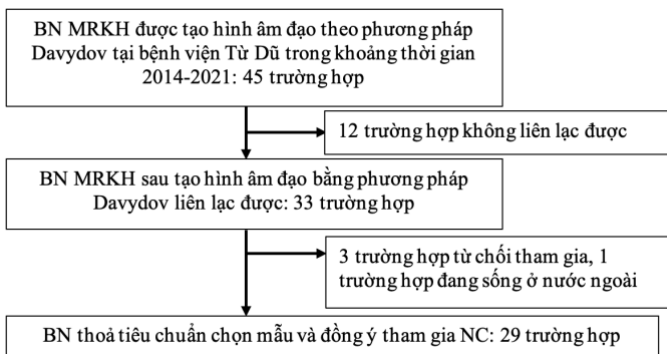 BN MRKH được tạo hình âm đạo theo phương pháp
Davydov tại bệnh viện Từ Dũ trong khoảng thời gian
2014-2021: 45 trường hợp
12 trường hợp không liên lạc được
BN MRKH sau tạo hình âm đạo bằng phương pháp
Davydov liên lạc được: 33 trường hợp
3 trường hợp từ chối tham gia, 1
trường hợp đang sống ở nước ngoài
BN thoả tiêu chuẩn chọn mẫu và đồng ý tham gia NC: 29 trường hợp